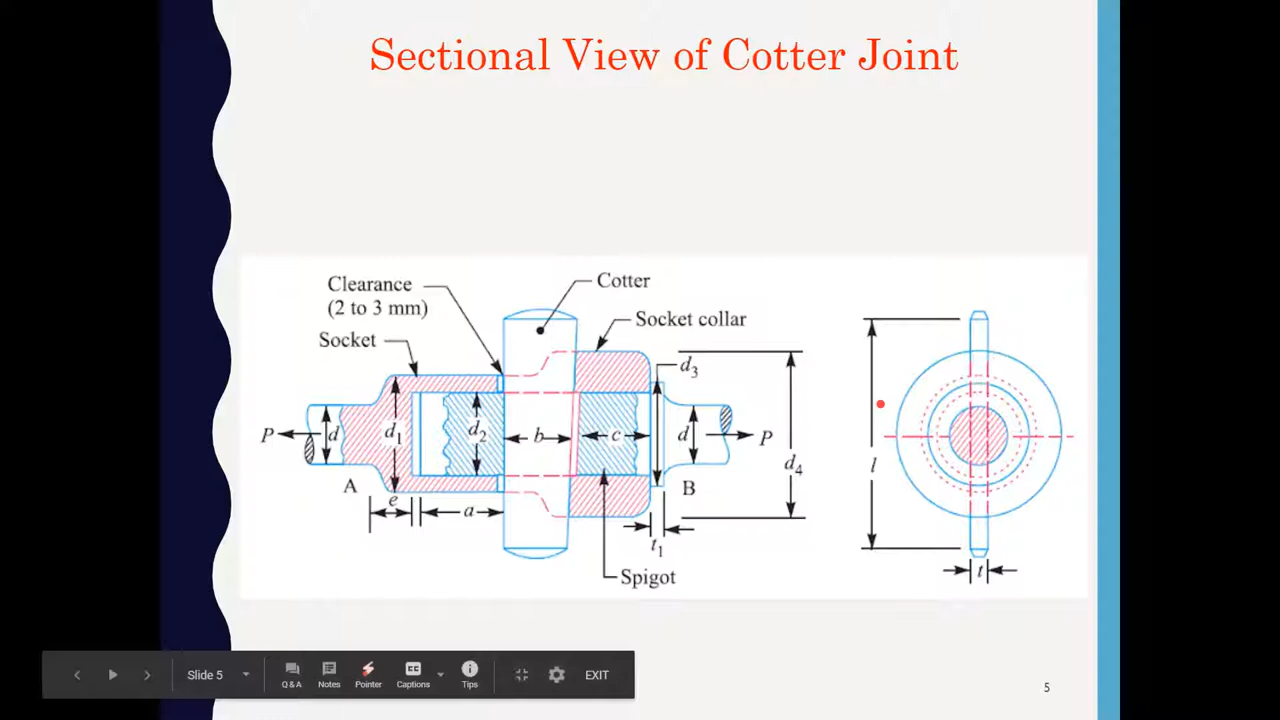 Sectional View of Cotter Joint
Clearance
(2 to 3 mm)
Cotter
Socket collar
Socket
d3
P
d
d1
d2
b
c
d
P
d4
l
A
B
e
a
t1
t
Spigot
Slide 5
Q&A
Notes
Pointer
CC
Captions
Tips
EXIT
5